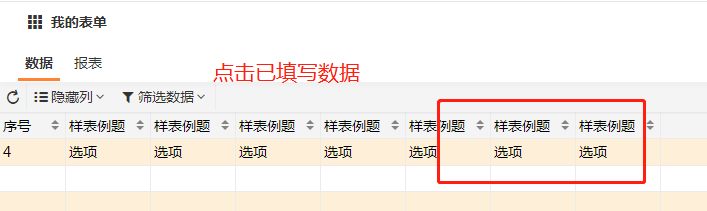 我的表单
数据 报表
点击已填写数据
隐藏列 筛选数据
序号 样表例题 样表例题 样表例题 样表例题 样表例题 样表例题 样表例题
4 选项 选项 选项 选项 选项 选项 选项